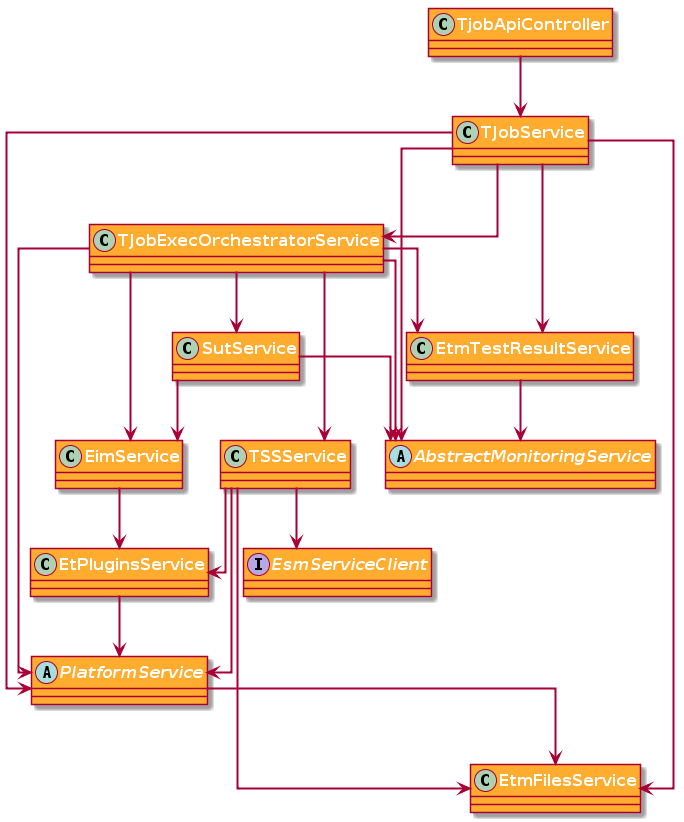 C TjobApiController
C TJobService
C TJobExecOrchestratorService
C SutService
C EtmTestResultService
C EimService
C TSSService
A AbstractMonitoringService
C EtPluginsService
I EsmServiceClient
A PlatformService
C EtmFilesService